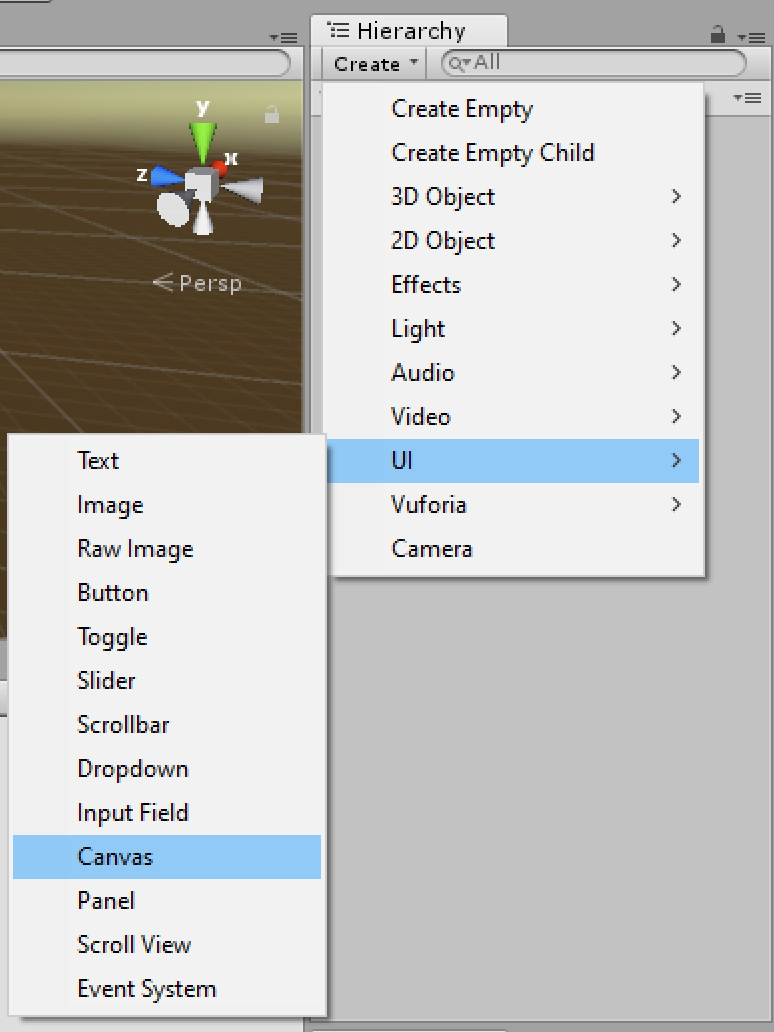 Hierarchy
Create
All
y
x
z
Persp
Create Empty
Create Empty Child
3D Object
2D Object
Effects
Light
Audio
Video
UI
Vuforia
Camera
Text
Image
Raw Image
Button
Toggle
Slider
Scrollbar
Dropdown
Input Field
Canvas
Panel
Scroll View
Event System